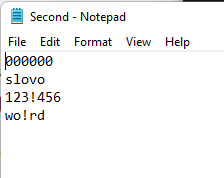 Second - Notepad
File Edit Format View Help
000000
slovo
123!456
wo!rd